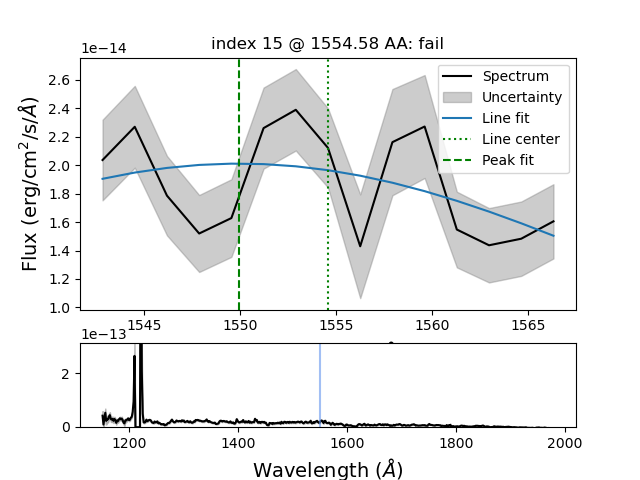 index 15 @ 1554.58 AA: fail
1e−14
Flux (erg/cm²/s/Å)
2.6
2.4
2.2
2.0
1.8
1.6
1.4
1.2
1.0
Spectrum
Uncertainty
Line fit
Line center
Peak fit
1545 1550 1555 1560 1565
1e−13
2
0
1200 1400 1600 1800 2000
Wavelength (Å)